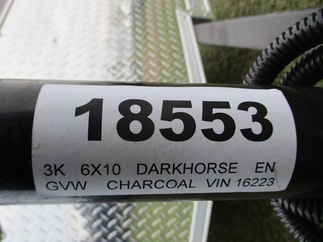 18553
3K 6X10 DARKHORSE EN
GVW CHARCOAL VIN 16223